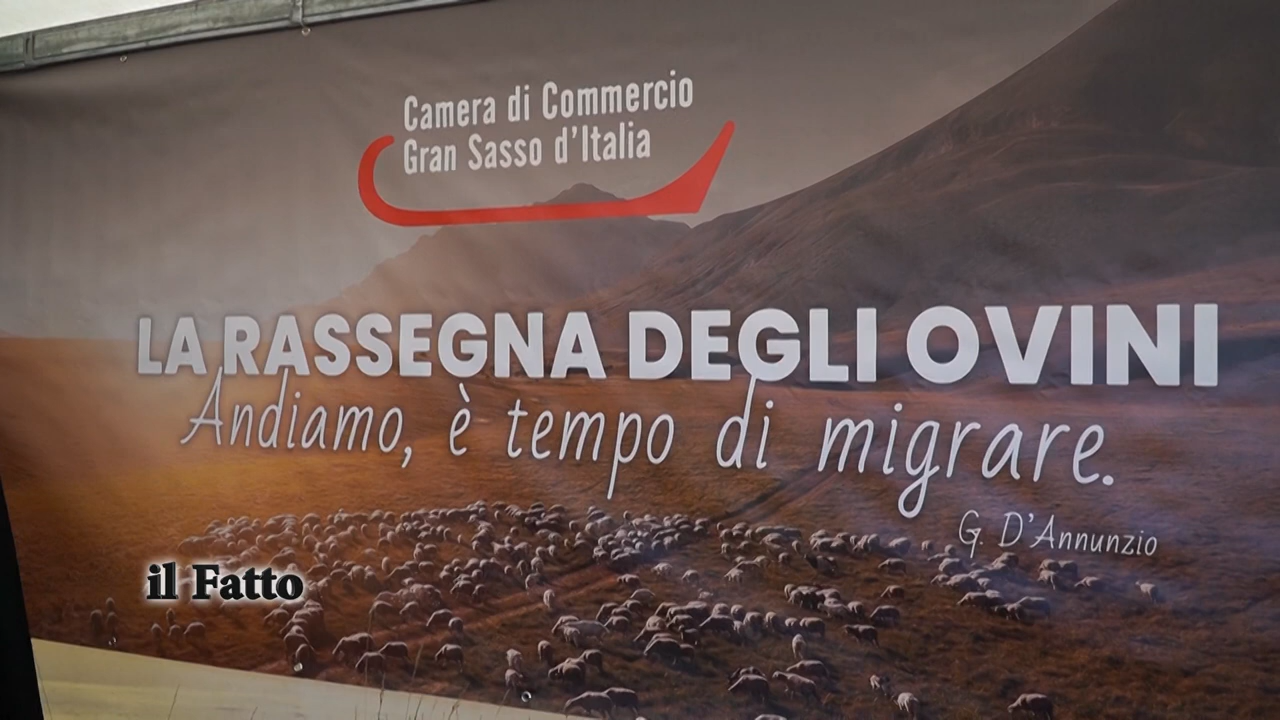 Camera di Commercio
Gran Sasso d'Italia
LA RASSEGNA DEGLI OVINI
Andiamo, è tempo di migrare.
G. D'Annunzio
il Fatto